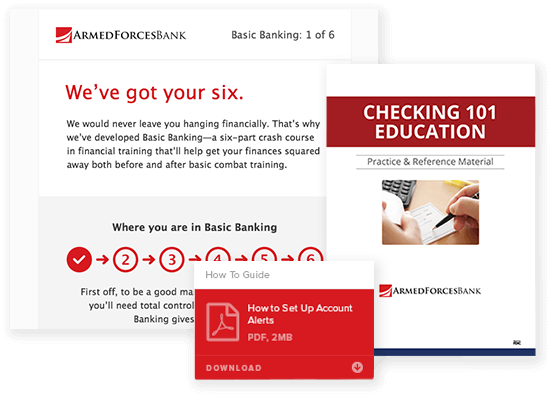 ARMEDFORCESBANK
Basic Banking: 1 of 6
We've got your six.
We would never leave you hanging financially. That's why
we've developed Basic Banking—a six-part crash course
in financial training that'll help get your finances squared
away both before and after basic combat training.
Where you are in Basic Banking
2 3 4 5 6
First off, to be a good ma
you'll need total control
Banking gives
CHECKING 101
EDUCATION
Practice & Reference Material
ARMEDFORCESBANK
How To Guide
How to Set Up Account
Alerts
PDF, 2MB
DOWNLOAD